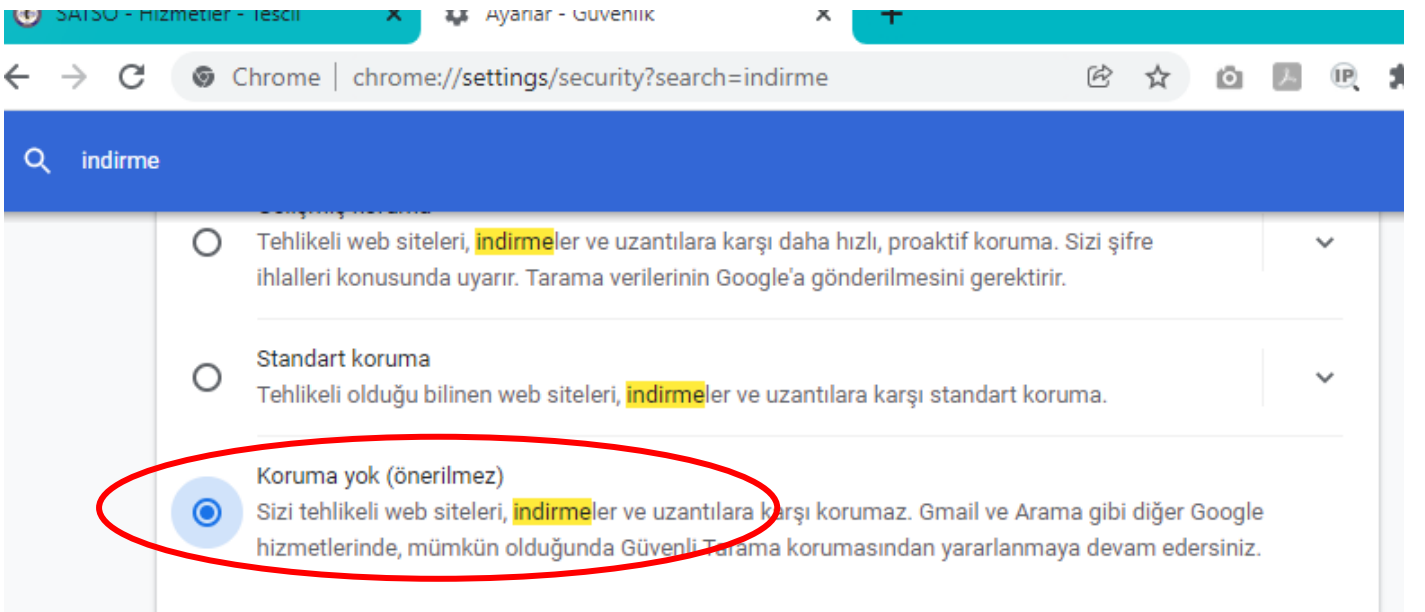 SATSO - Hizmetler - Tescil
Ayarlar - Güvenlik
Chrome | chrome://settings/security?search=indirme
IP
indirme
Gelişmiş koruma
Tehlikeli web siteleri, indirmeler ve uzantılara karşı daha hızlı, proaktif koruma. Sizi şifre
ihlalleri konusunda uyarır. Tarama verilerinin Google'a gönderilmesini gerektirir.
Standart koruma
Tehlikeli olduğu bilinen web siteleri, indirmeler ve uzantılara karşı standart koruma.
Koruma yok (önerilmez)
Sizi tehlikeli web siteleri, indirmeler ve uzantılara karşı korumaz. Gmail ve Arama gibi diğer Google
hizmetlerinde, mümkün olduğunda Güvenli Tarama korumasından yararlanmaya devam edersiniz.